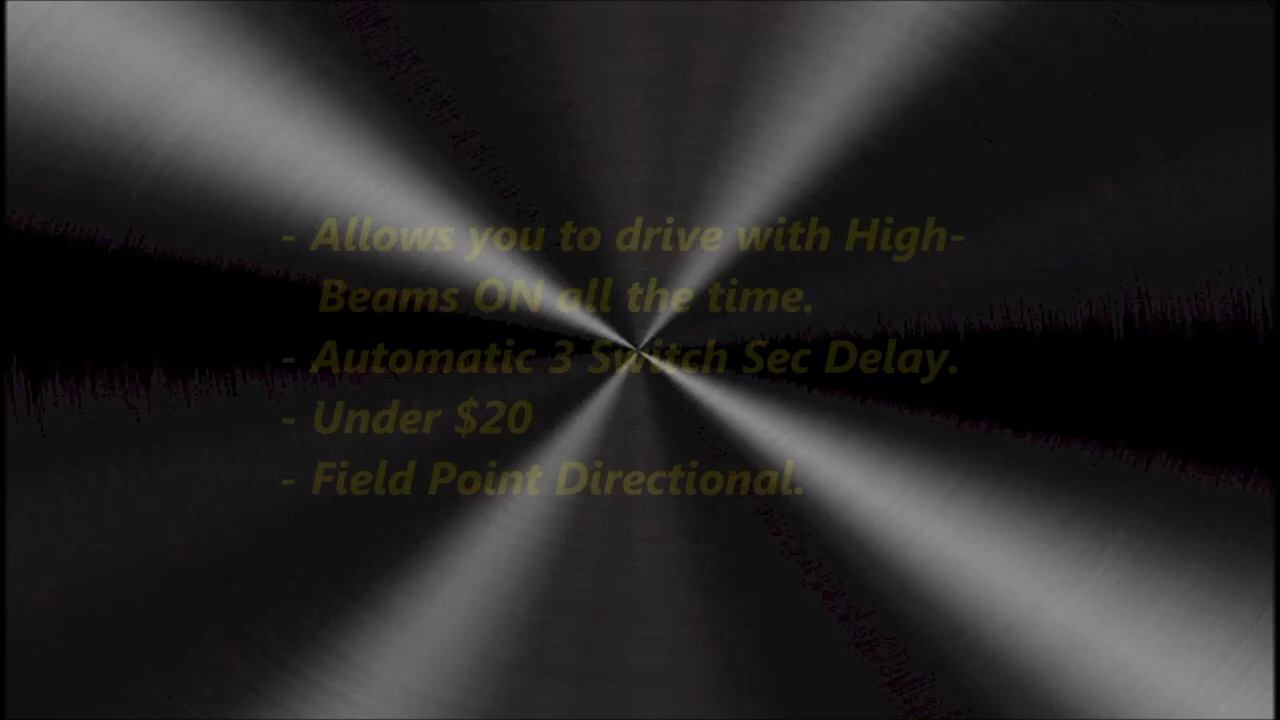 - Allows you to drive with High-
Beams ON all the time.
- Automatic 3 Switch Sec Delay.
- Under $20
- Field Point Directional.